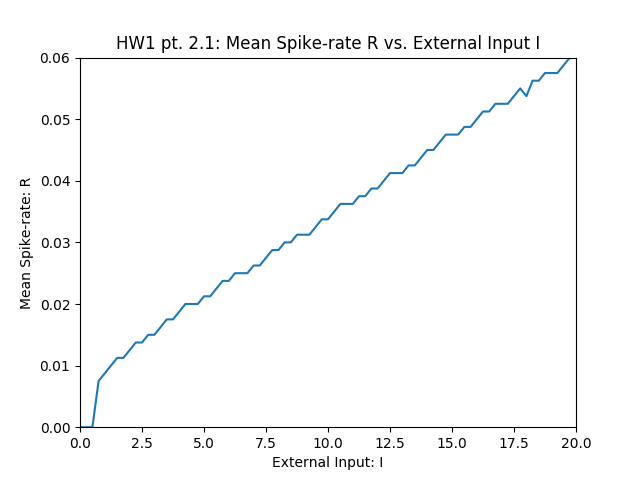 HW1 pt. 2.1: Mean Spike-rate R vs. External Input I
0.06
0.05
0.04
0.03
0.02
0.01
0.00
Mean Spike-rate: R
0.0 2.5 5.0 7.5 10.0 12.5 15.0 17.5 20.0
External Input: I